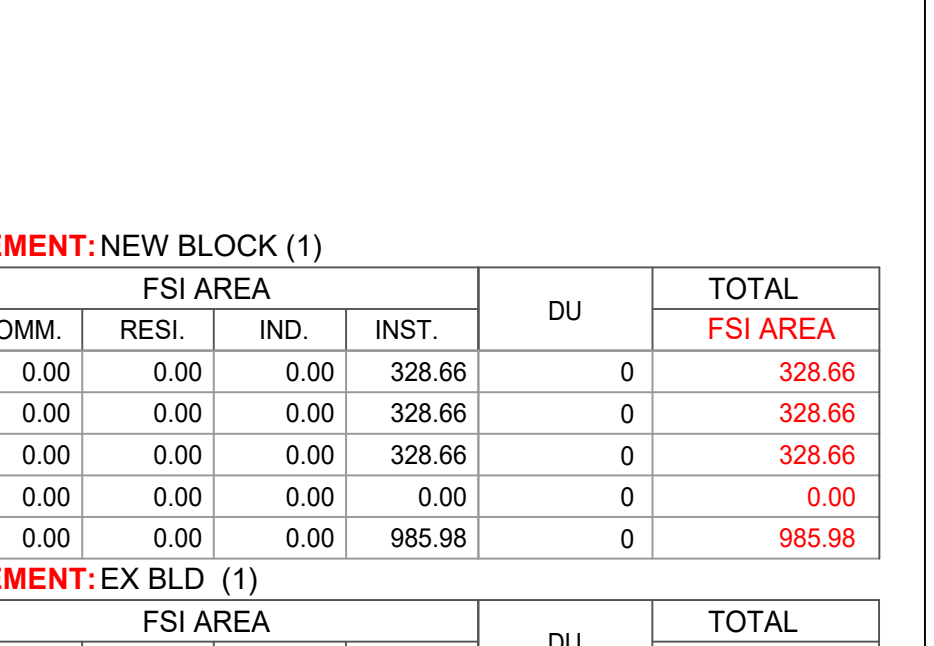 EMENT: NEW BLOCK (1)
FSI AREA DU TOTAL
OMM. RESI. IND. INST. FSI AREA
0.00 0.00 0.00 328.66 0 328.66
0.00 0.00 0.00 328.66 0 328.66
0.00 0.00 0.00 328.66 0 328.66
0.00 0.00 0.00 0.00 0 0.00
0.00 0.00 0.00 985.98 0 985.98
EMENT: EX BLD (1)
FSI AREA DU TOTAL